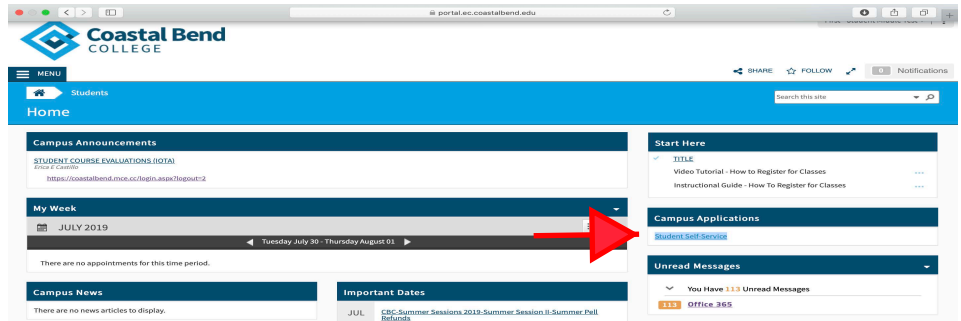 portal.ec.coastalbend.edu
Coastal Bend
COLLEGE
MENU
SHARE FOLLOW 6 Notifications
Students
Search this site
Home
Campus Announcements
STUDENT COURSE EVALUATIONS (IOTA)
Erica E Castillo
https://coastalbend.mce.cc/login.aspx?logout=2
My Week
JULY 2019
Tuesday July 30 - Thursday August 01
There are no appointments for this time period.
Campus News
There are no news articles to display.
Important Dates
JUL CBC-Summer Sessions 2019-Summer Session II-Summer Pell
Refunds
Start Here
TITLE
Video Tutorial - How to Register for Classes
Instructional Guide - How To Register for Classes
Campus Applications
Student Self-Service
Unread Messages
You Have 113 Unread Messages
113 Office 365